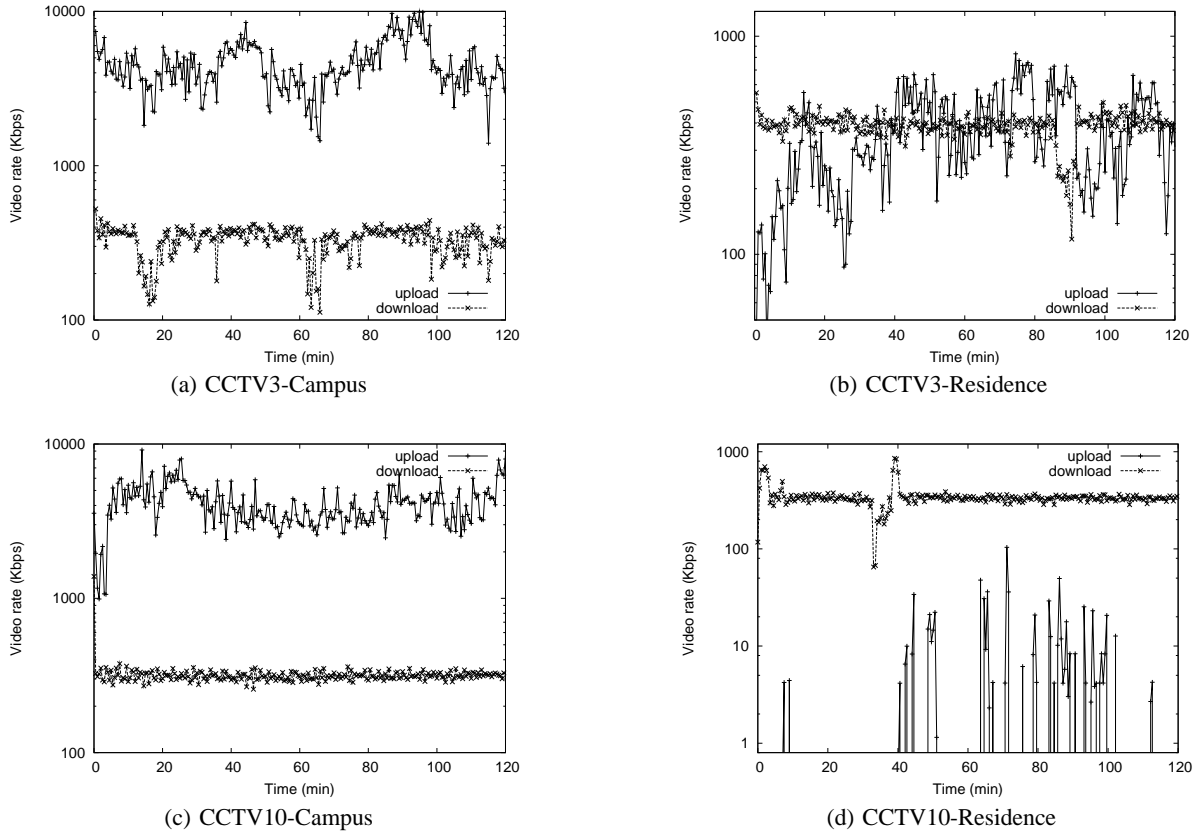 10000
1000
100
0 20 40 60 80 100 120
Video rate (Kbps)
Time (min)
upload
download
(a) CCTV3-Campus
1000
100
0 20 40 60 80 100 120
Video rate (Kbps)
Time (min)
upload
download
(b) CCTV3-Residence
10000
1000
100
0 20 40 60 80 100 120
Video rate (Kbps)
Time (min)
upload
download
(c) CCTV10-Campus
1000
100
10
1
0 20 40 60 80 100 120
Video rate (Kbps)
Time (min)
upload
download
(d) CCTV10-Residence